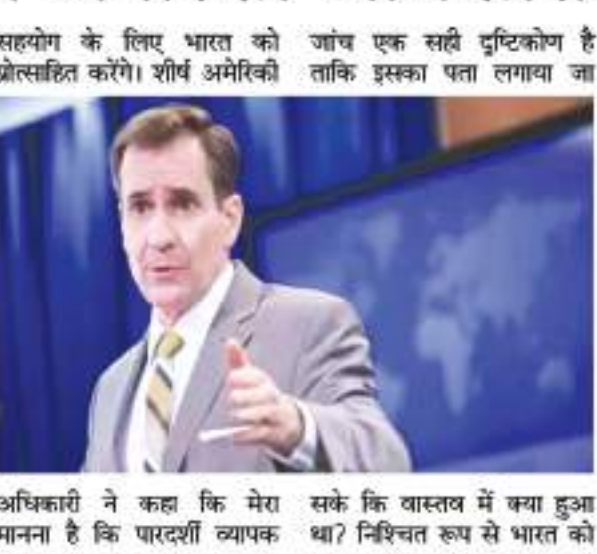 सहयोग के लिए भारत को
प्रोत्साहित करेंगे। शीर्ष अमेरिकी
अधिकारी ने कहा कि मेरा
मानना है कि पारदर्शी व्यापक
जांच एक सही दृष्टिकोण है
ताकि इसका पता लगाया जा
सके कि वास्तव में क्या हुआ
था? निश्चित रूप से भारत को